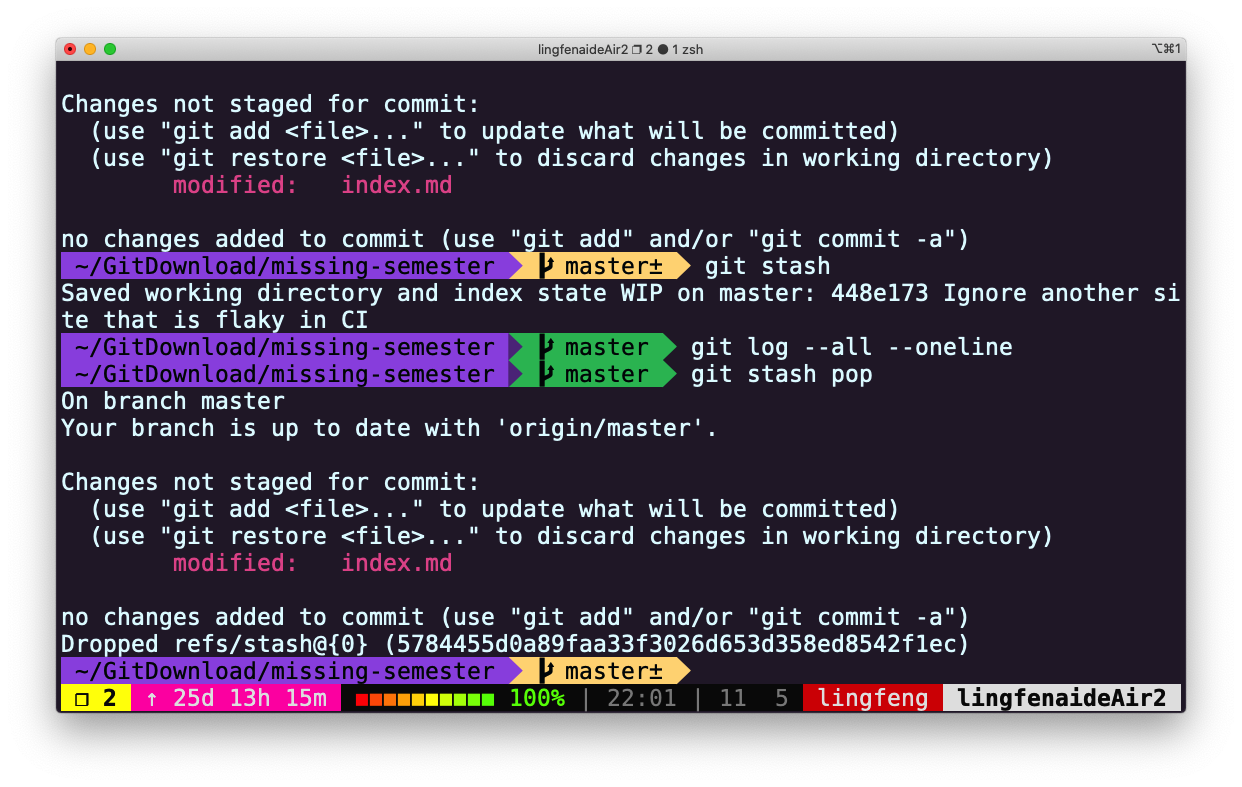 lingfenaideAir2 ❐ 2 ● 1 zsh
⌥⌘1
Changes not staged for commit:
  (use "git add <file>..." to update what will be committed)
  (use "git restore <file>..." to discard changes in working directory)
        modified:   index.md
no changes added to commit (use "git add" and/or "git commit -a")
~/GitDownload/missing-semester master± git stash
Saved working directory and index state WIP on master: 448e173 Ignore another si
te that is flaky in CI
~/GitDownload/missing-semester master git log --all --oneline
~/GitDownload/missing-semester master git stash pop
On branch master
Your branch is up to date with 'origin/master'.
Changes not staged for commit:
  (use "git add <file>..." to update what will be committed)
  (use "git restore <file>..." to discard changes in working directory)
        modified:   index.md
no changes added to commit (use "git add" and/or "git commit -a")
Dropped refs/stash@{0} (5784455d0a89faa33f3026d653d358ed8542f1ec)
~/GitDownload/missing-semester master±
❐ 2 ↑ 25d 13h 15m 100% | 22:01 | 11 5 lingfeng lingfenaideAir2